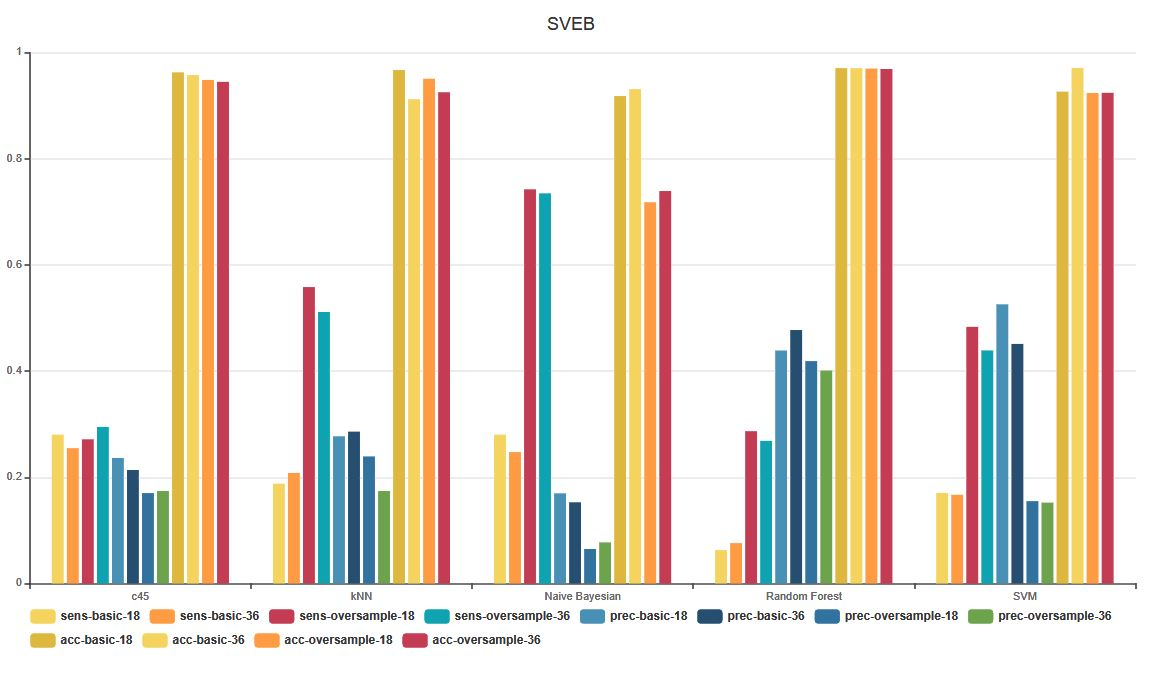 SVEB
1
0.8
0.6
0.4
0.2
0
c45 kNN Naive Bayesian Random Forest SVM
sens-basic-18 sens-basic-36 sens-oversample-18 sens-oversample-36 prec-basic-18 prec-basic-36 prec-oversample-18 prec-oversample-36
acc-basic-18 acc-basic-36 acc-oversample-18 acc-oversample-36